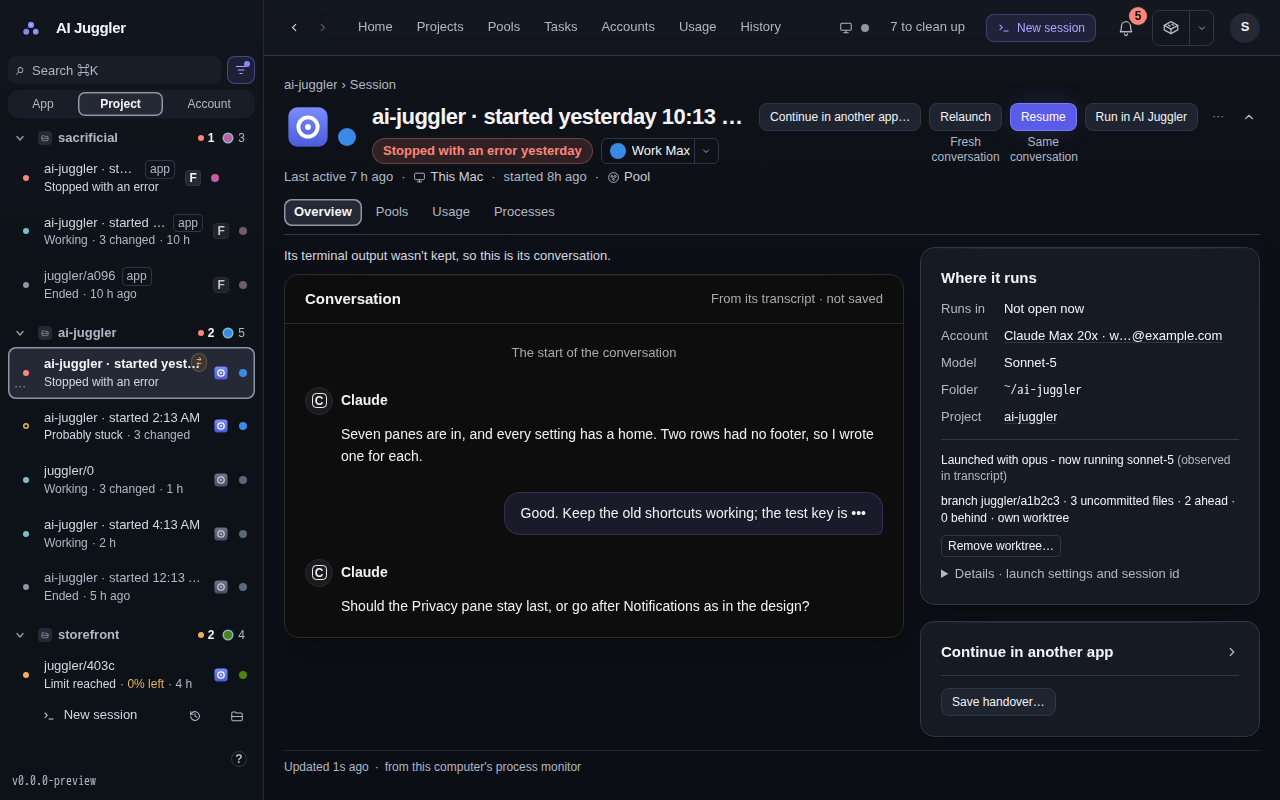 AI Juggler
Search ⌘K
App Project Account
sacrificial 1 3
ai-juggler · st… app
Stopped with an error F
ai-juggler · started … app
Working · 3 changed · 10 h F
juggler/a096 app
Ended · 10 h ago F
ai-juggler 2 5
ai-juggler · started yest…
Stopped with an error
…
ai-juggler · started 2:13 AM
Probably stuck · 3 changed
juggler/0
Working · 3 changed · 1 h
ai-juggler · started 4:13 AM
Working · 2 h
ai-juggler · started 12:13 …
Ended · 5 h ago
storefront 2 4
juggler/403c
Limit reached · 0% left · 4 h
New session
?
v0.0.0-preview
Home Projects Pools Tasks Accounts Usage History 7 to clean up New session 5 S
ai-juggler › Session
ai-juggler · started yesterday 10:13 …
Continue in another app… Relaunch Resume Run in AI Juggler …
Fresh conversation
Same conversation
Stopped with an error yesterday Work Max
Last active 7 h ago · This Mac · started 8h ago · Pool
Overview Pools Usage Processes
Its terminal output wasn't kept, so this is its conversation.
Conversation From its transcript · not saved
The start of the conversation
C Claude
Seven panes are in, and every setting has a home. Two rows had no footer, so I wrote
one for each.
Good. Keep the old shortcuts working; the test key is •••
C Claude
Should the Privacy pane stay last, or go after Notifications as in the design?
Where it runs
Runs in Not open now
Account Claude Max 20x · w…@example.com
Model Sonnet-5
Folder ~/ai-juggler
Project ai-juggler
Launched with opus - now running sonnet-5 (observed
in transcript)
branch juggler/a1b2c3 · 3 uncommitted files · 2 ahead ·
0 behind · own worktree
Remove worktree…
Details · launch settings and session id
Continue in another app
Save handover…
Updated 1s ago · from this computer's process monitor